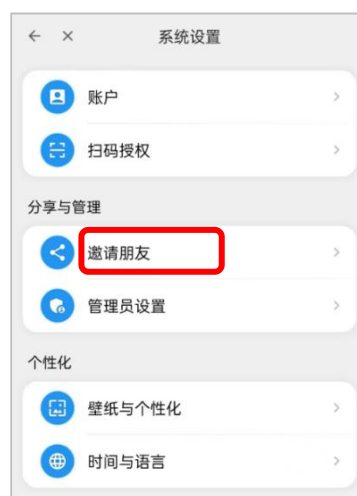 系统设置
账户
扫码授权
分享与管理
邀请朋友
管理员设置
个性化
壁纸与个性化
时间与语言